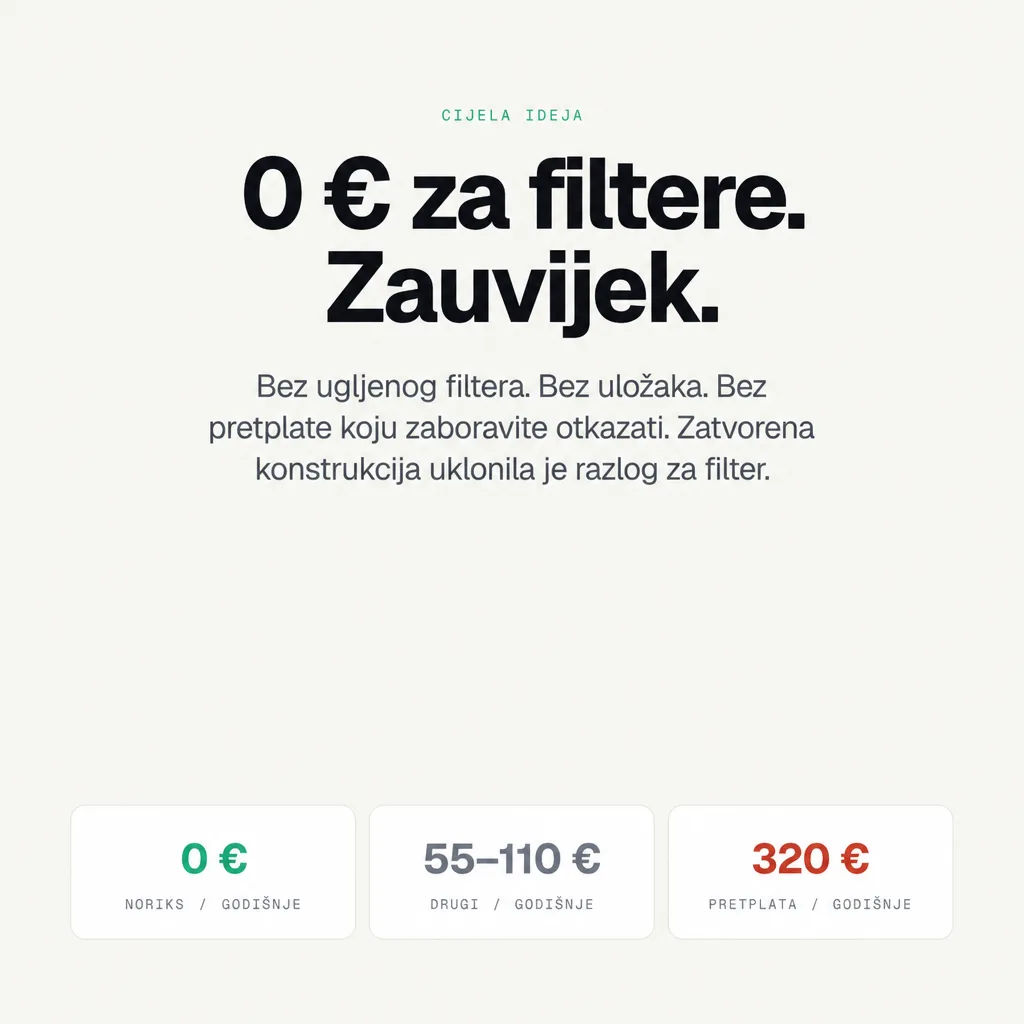 CIJELA IDEJA
0 € za filtere.
Zauvijek.
Bez ugljenog filtera. Bez uložaka. Bez
pretplate koju zaboravite otkazati. Zatvorena
konstrukcija uklonila je razlog za filter.
0 €
NORIKS / GODIŠNJE
55–110 €
DRUGI / GODIŠNJE
320 €
PRETPLATA / GODIŠNJE